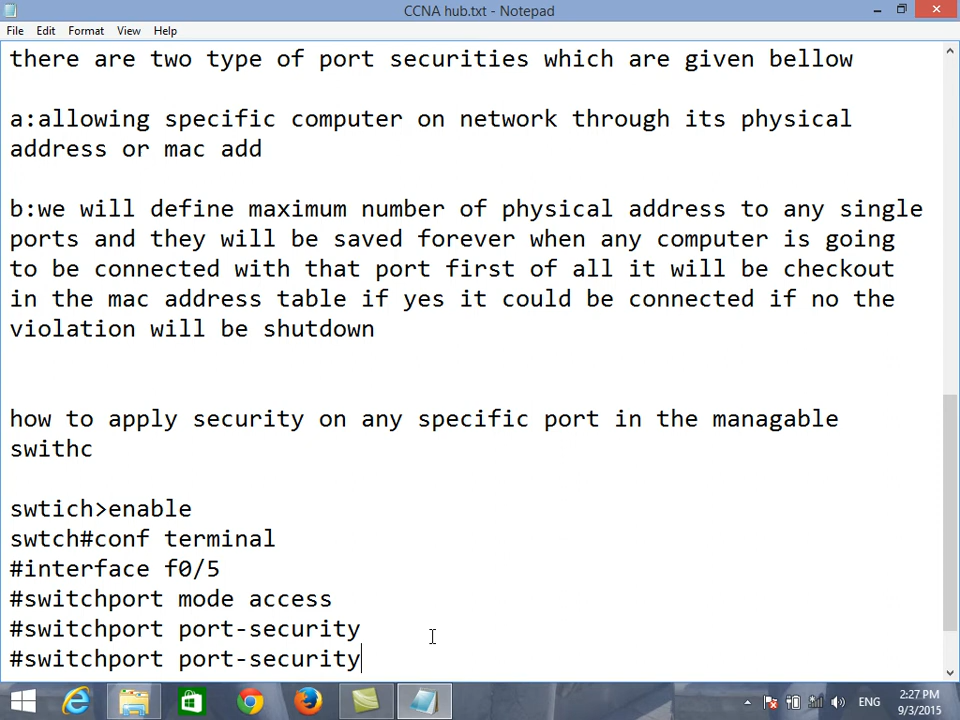 CCNA hub.txt - Notepad
File Edit Format View Help
there are two type of port securities which are given bellow
a:allowing specific computer on network through its physical
address or mac add
b:we will define maximum number of physical address to any single
ports and they will be saved forever when any computer is going
to be connected with that port first of all it will be checkout
in the mac address table if yes it could be connected if no the
violation will be shutdown
how to apply security on any specific port in the managable
swithc
swtich>enable
swtch#conf terminal
#interface f0/5
#switchport mode access
#switchport port-security
#switchport port-security
ENG
2:27 PM
9/3/2015